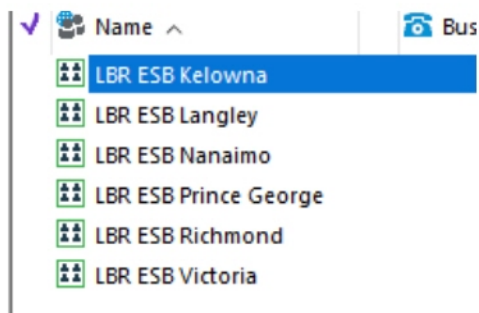 Name Bus
LBR ESB Kelowna
LBR ESB Langley
LBR ESB Nanaimo
LBR ESB Prince George
LBR ESB Richmond
LBR ESB Victoria